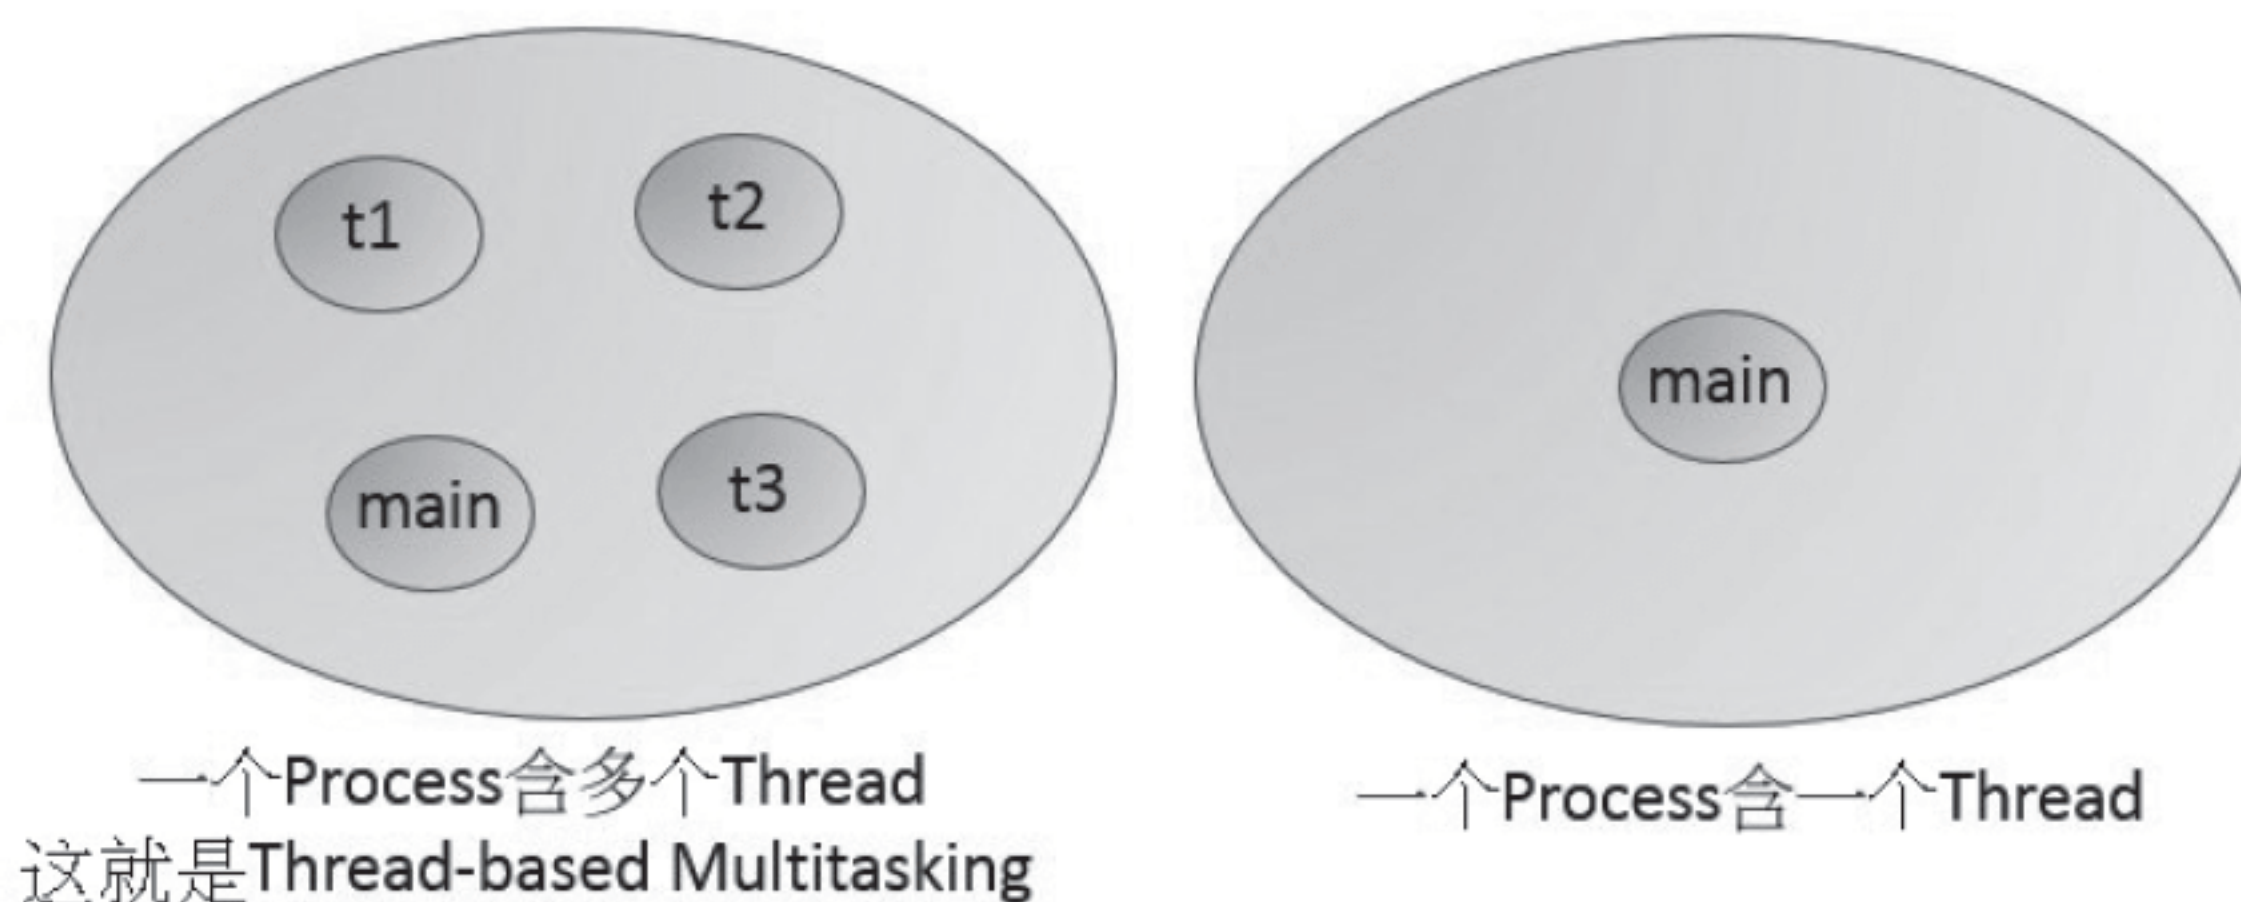 t1
t2
main
t3
main
一个Process含多个Thread
这就是Thread-based Multitasking
一个Process含一个Thread